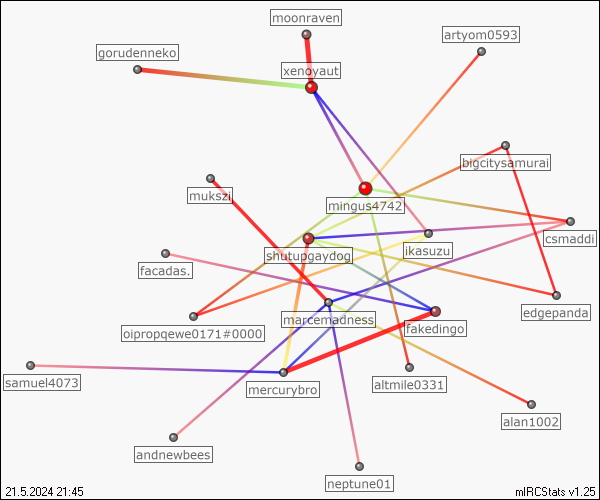 moonraven
artyom0593
gorudenneko
xenoyaut
bigcitysamurai
mukszi
mingus4742
csmaddi
ikasuzu
shutupgaydog
facadas.
edgepanda
marcemadness
fakedingo
oipropqewe0171#0000
samuel4073
mercurybro
altmile0331
alan1002
andnewbees
neptune01
21.5.2024 21:45
mIRCStats v1.25